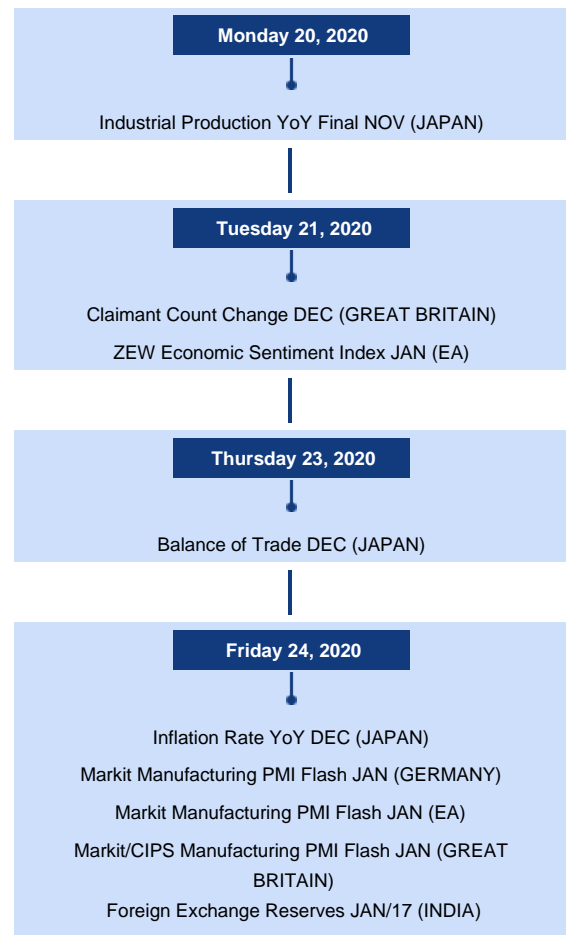 Monday 20, 2020
Industrial Production YoY Final NOV (JAPAN)
Tuesday 21, 2020
Claimant Count Change DEC (GREAT BRITAIN)
ZEW Economic Sentiment Index JAN (EA)
Thursday 23, 2020
Balance of Trade DEC (JAPAN)
Friday 24, 2020
Inflation Rate YoY DEC (JAPAN)
Markit Manufacturing PMI Flash JAN (GERMANY)
Markit Manufacturing PMI Flash JAN (EA)
Markit/CIPS Manufacturing PMI Flash JAN (GREAT
BRITAIN)
Foreign Exchange Reserves JAN/17 (INDIA)